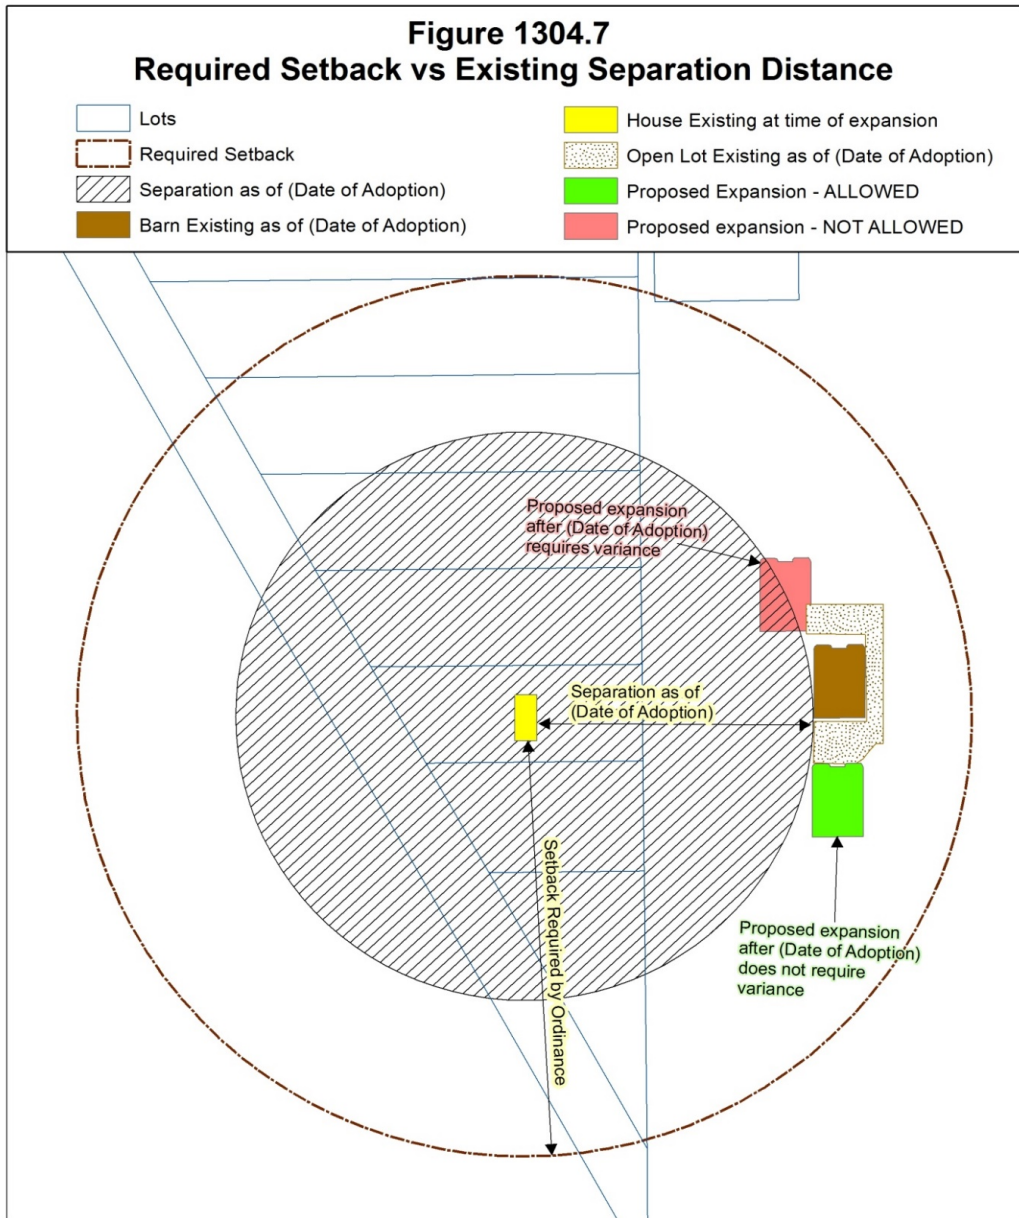 Figure 1304.7
Required Setback vs Existing Separation Distance
Lots
Required Setback
Separation as of (Date of Adoption)
Barn Existing as of (Date of Adoption)
House Existing at time of expansion
Open Lot Existing as of (Date of Adoption)
Proposed Expansion - ALLOWED
Proposed expansion - NOT ALLOWED
Proposed expansion
after (Date of Adoption)
requires variance
Separation as of
(Date of Adoption)
Setback Required by Ordinance
Proposed expansion
after (Date of Adoption)
does not require
variance